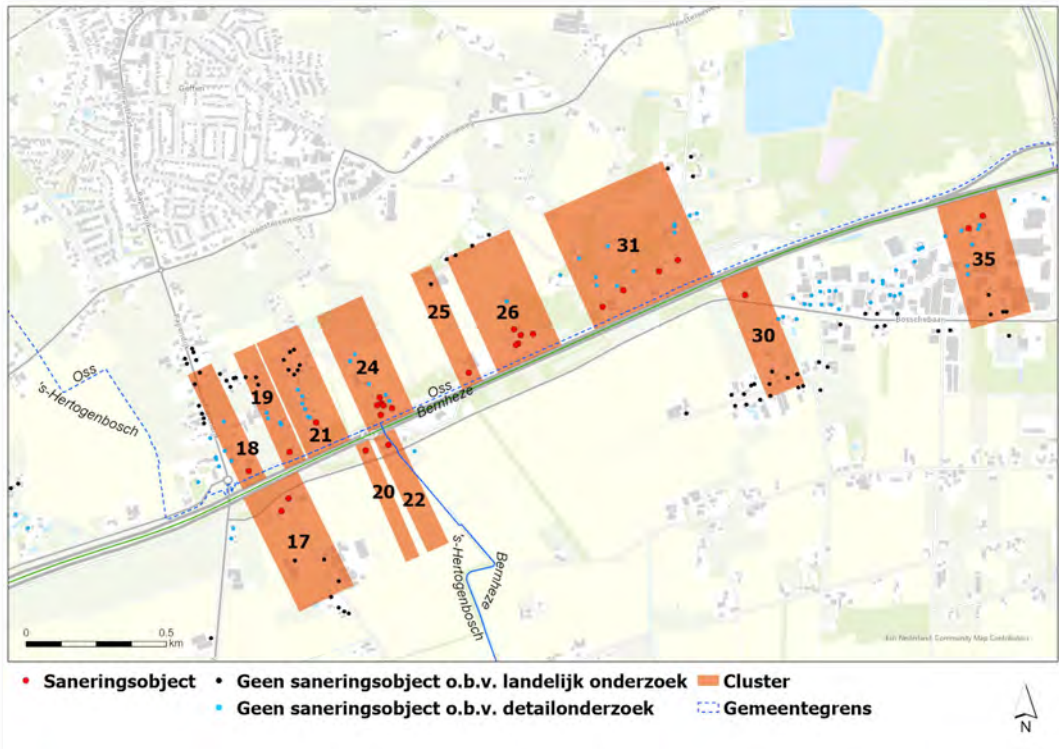 Geffen
31
35
25
26
Bosschebaan
30
24
Oss
Bernheze
Oss
's-Hertogenbosch
19
21
18
20
22
17
's-Hertogenbosch
Bernheze
0
0.5
km
Esri Nederland, Community Map Contributors
Saneringsobject
Geen saneringsobject o.b.v. landelijk onderzoek
Cluster
Geen saneringsobject o.b.v. detailonderzoek
Gemeentegrens
N